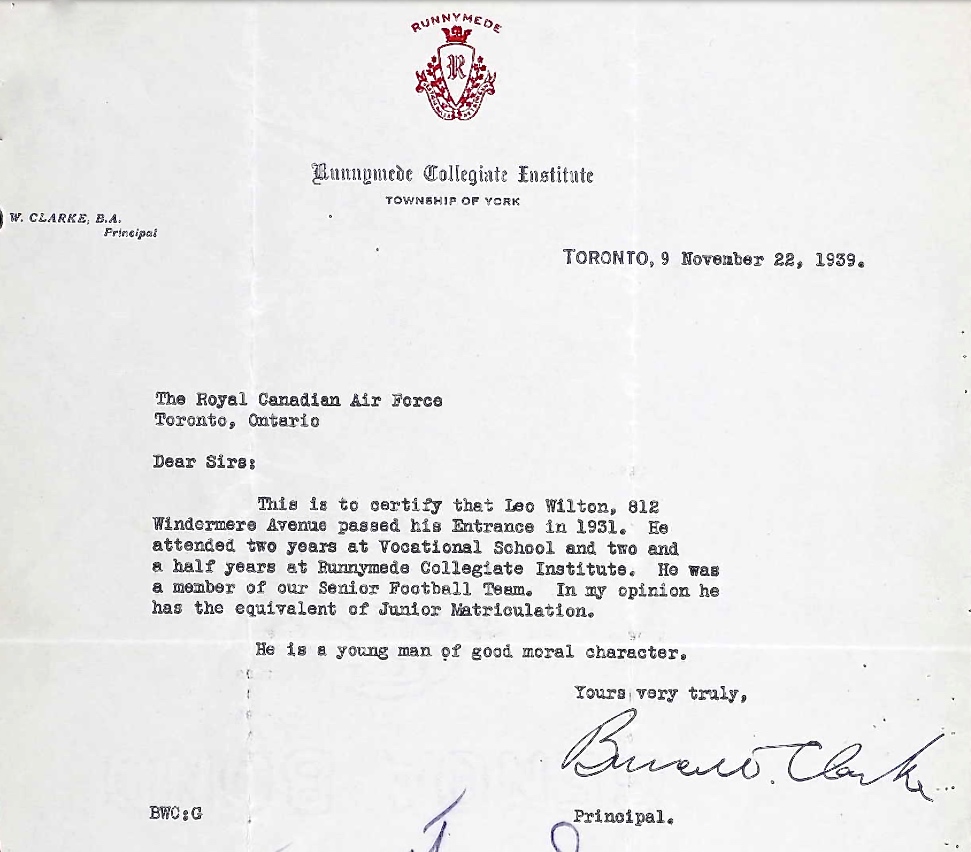 RUNNYMEDE
R
Runnymede Collegiate Institute
TOWNSHIP OF YORK
W. CLARKE, B.A.
Principal
TORONTO, 9 November 22, 1939.
The Royal Canadian Air Force
Toronto, Ontario
Dear Sirs:
This is to certify that Leo Wilton, 812
Windermere Avenue passed his Entrance in 1931. He
attended two years at Vocational School and two and
a half years at Runnymede Collegiate Institute. He was
a member of our Senior Football Team. In my opinion he
has the equivalent of Junior Matriculation.
He is a young man of good moral character.
Yours very truly,
W. Clarke
BWC:G
Principal.